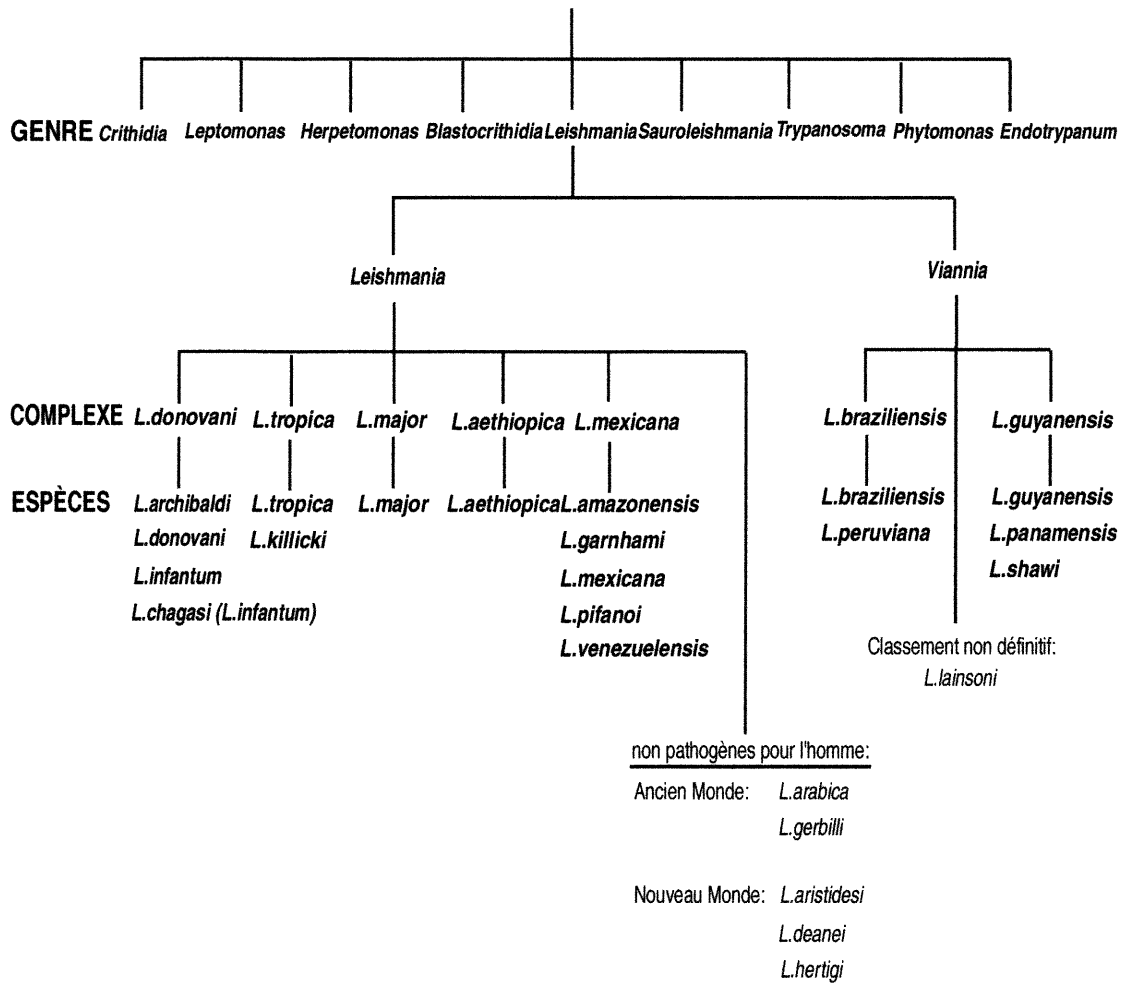 GENRE Crithidia Leptomonas Herpetomonas Blastocrithidia Leishmania Sauroleishmania Trypanosoma Phytomonas Endotrypanum
Leishmania Viannia
COMPLEXE L.donovani L.tropica L.major L.aethiopica L.mexicana L.braziliensis L.guyanensis
ESPÈCES L.archibaldi L.tropica L.major L.aethiopica L.amazonensis L.braziliensis L.guyanensis
L.donovani L.killicki L.garnhami L.peruviana L.panamensis
L.infantum L.mexicana L.shawi
L.chagasi (L.infantum) L.pifanoi
L.venezuelensis Classement non définitif:
L.lainsoni
non pathogènes pour l'homme:
Ancien Monde: L.arabica
L.gerbilli
Nouveau Monde: L.aristidesi
L.deanei
L.hertigi